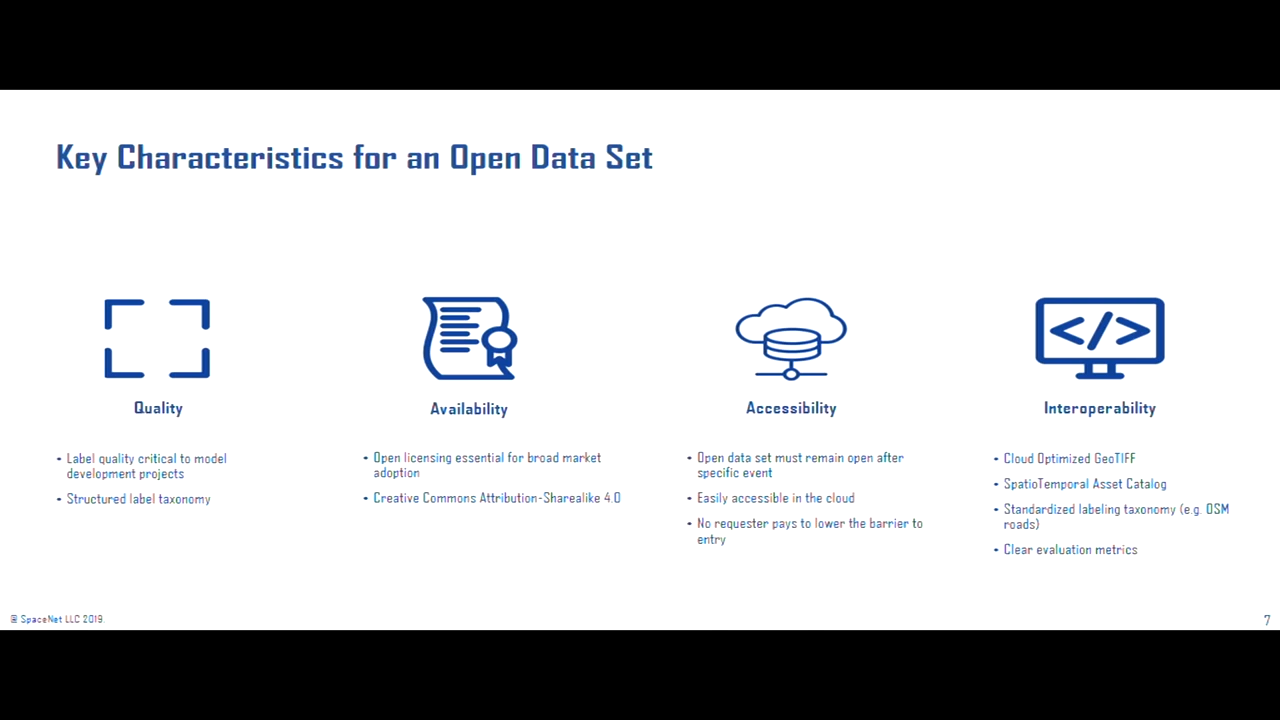 Key Characteristics for an Open Data Set
Quality
• Label quality critical to model
development projects
• Structured label taxonomy
Availability
• Open licensing essential for broad market
adoption
• Creative Commons Attribution-Sharealike 4.0
Accessibility
• Open data set must remain open after
specific event
• Easily accessible in the cloud
• No requester pays to lower the barrier to
entry
</>
Interoperability
• Cloud Optimized GeoTIFF
• SpatioTemporal Asset Catalog
• Standardized labeling taxonomy (e.g. OSM
roads)
• Clear evaluation metrics
@ SpaceNet LLC 2019.
7